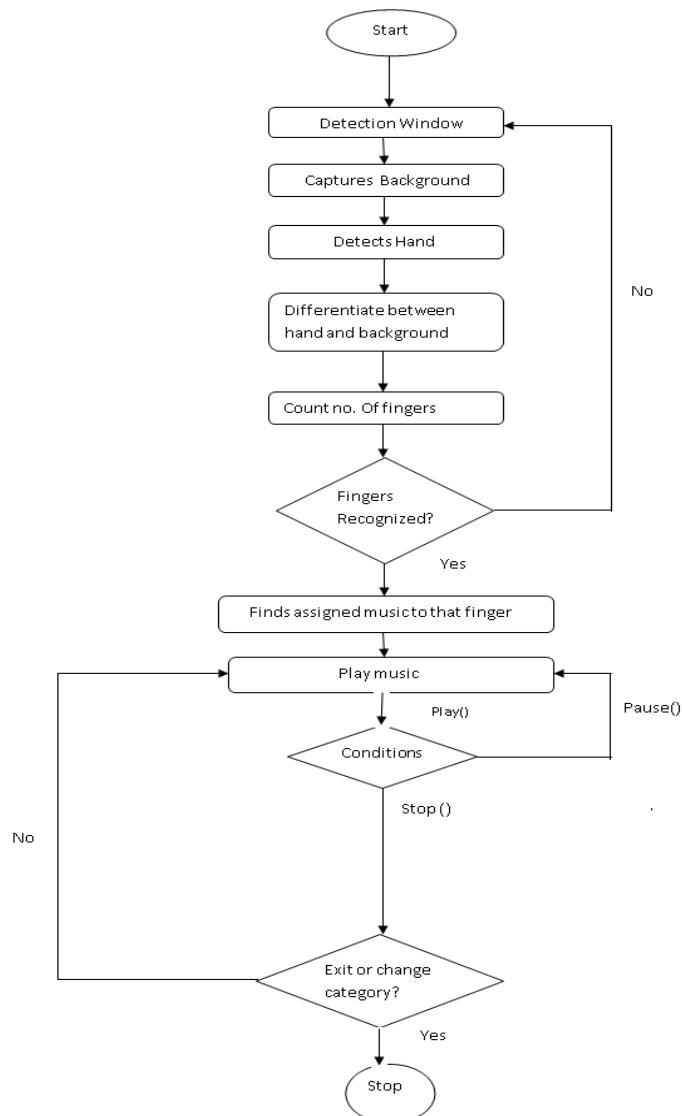 Start
Detection Window
Captures Background
Detects Hand
No
Differentiate between
hand and background
Count no. Of fingers
Fingers
Recognized?
Yes
Finds assigned music to that finger
Play music
Play()
Pause()
Conditions
Stop ()
No
Exit or change
category?
Yes
Stop